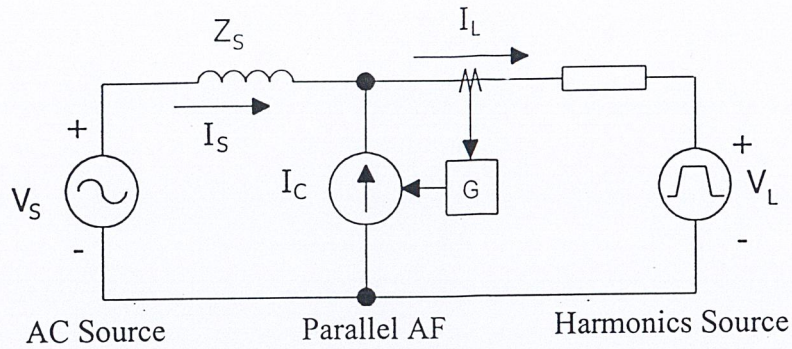 Z_S
I_L
I_S
+
V_S
-
I_C
G
+
V_L
-
AC Source
Parallel AF
Harmonics Source